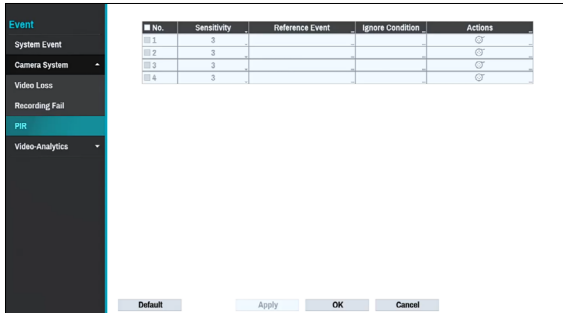 Event
System Event
Camera System
Video Loss
Recording Fail
PIR
Video-Analytics
No. Sensitivity Reference Event Ignore Condition Actions
1 3
2 3
3 3
4 3
Default Apply OK Cancel